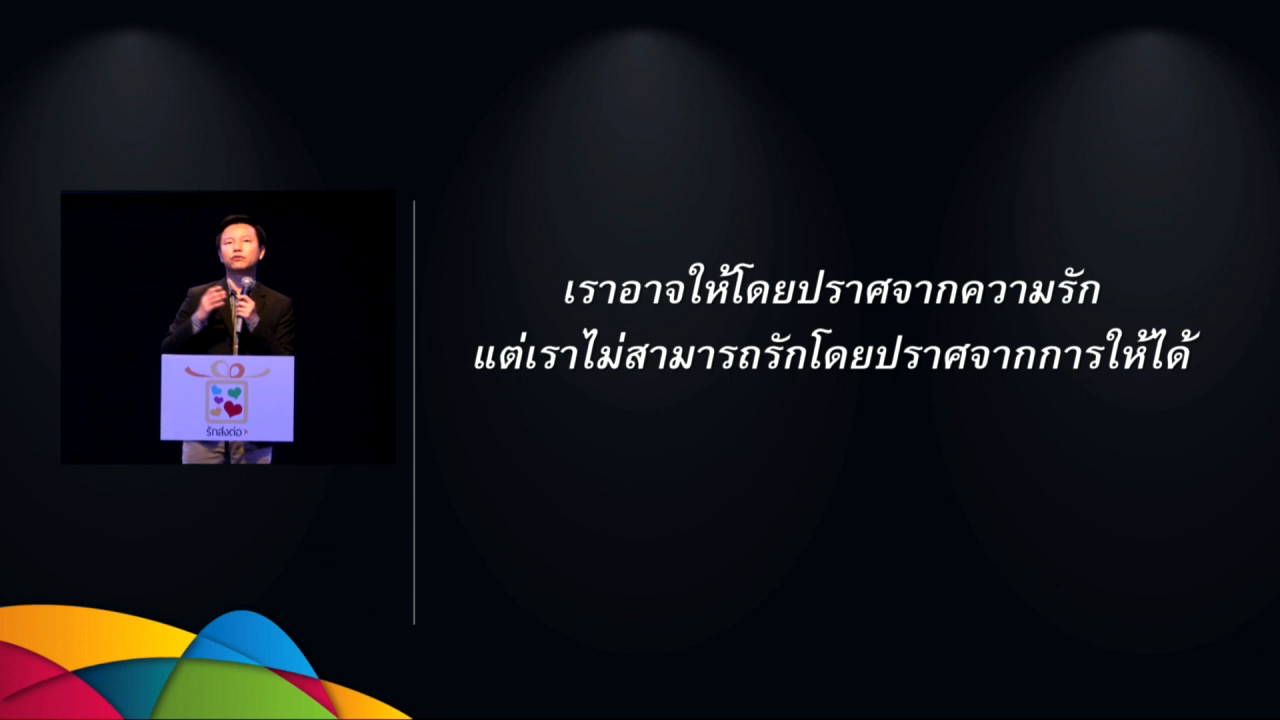 เราอาจให้โดยปราศจากความรัก
แต่เราไม่สามารถรักโดยปราศจากการให้ได้
รักส่งต่อ